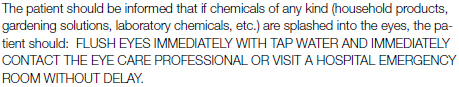 The patient should be informed that if chemicals of any kind (household products,
gardening solutions, laboratory chemicals, etc.) are splashed into the eyes, the pa-
tient should:  FLUSH EYES IMMEDIATELY WITH TAP WATER AND IMMEDIATELY
CONTACT THE EYE CARE PROFESSIONAL OR VISIT A HOSPITAL EMERGENCY
ROOM WITHOUT DELAY.